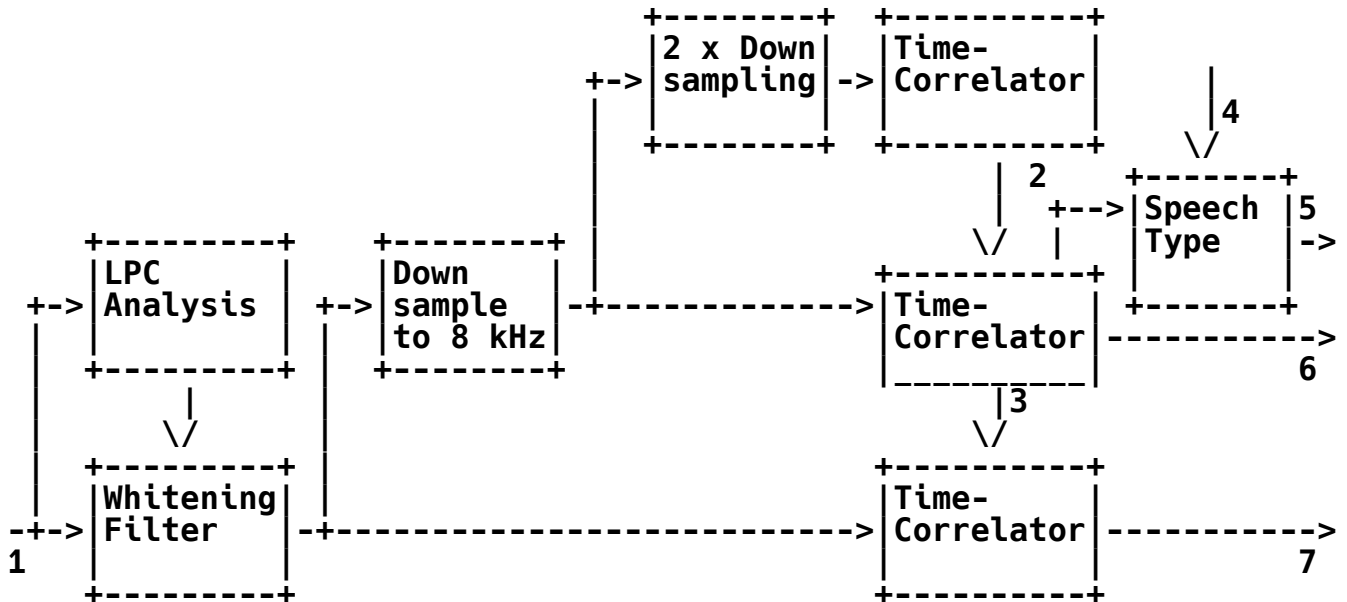 2 x Down
sampling
Time-
Correlator
4
2
Speech
Type
5
LPC
Analysis
Down
sample
to 8 kHz
Time-
Correlator
6
3
Whitening
Filter
Time-
Correlator
1
7